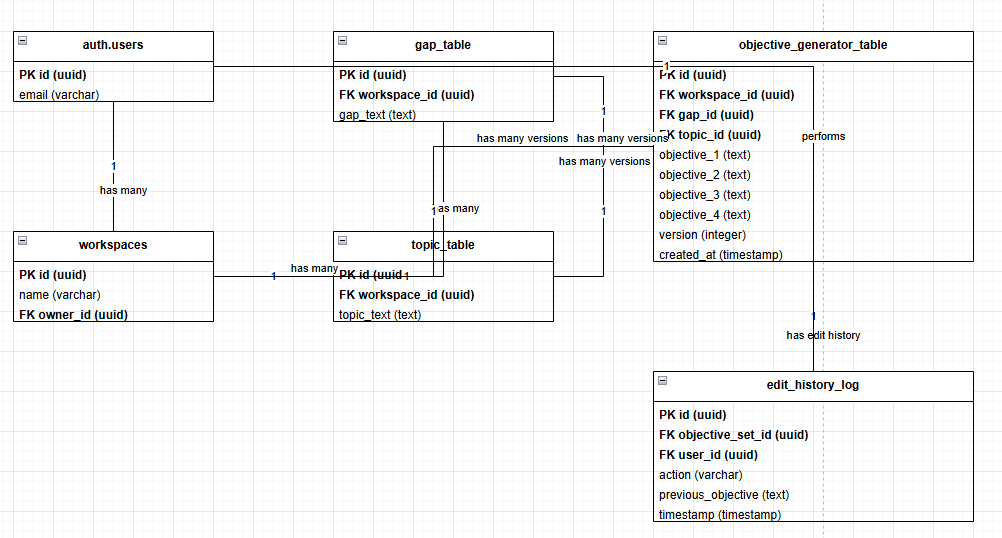 auth.users
PK id (uuid)
email (varchar)
gap_table
PK id (uuid)
FK workspace_id (uuid)
gap_text (text)
objective_generator_table
1
PK id (uuid)
FK workspace_id (uuid)
FK gap_id (uuid)
FK topic_id (uuid)
objective_1 (text)
objective_2 (text)
objective_3 (text)
objective_4 (text)
version (integer)
created_at (timestamp)
1
performs
has many versions
has many versions
has many versions
1
has many
1
as many
1
workspaces
PK id (uuid)
name (varchar)
FK owner_id (uuid)
has many
1
topic_table
PK id (uuid
1
FK workspace_id (uuid)
topic_text (text)
1
has edit history
edit_history_log
PK id (uuid)
FK objective_set_id (uuid)
FK user_id (uuid)
action (varchar)
previous_objective (text)
timestamp (timestamp)